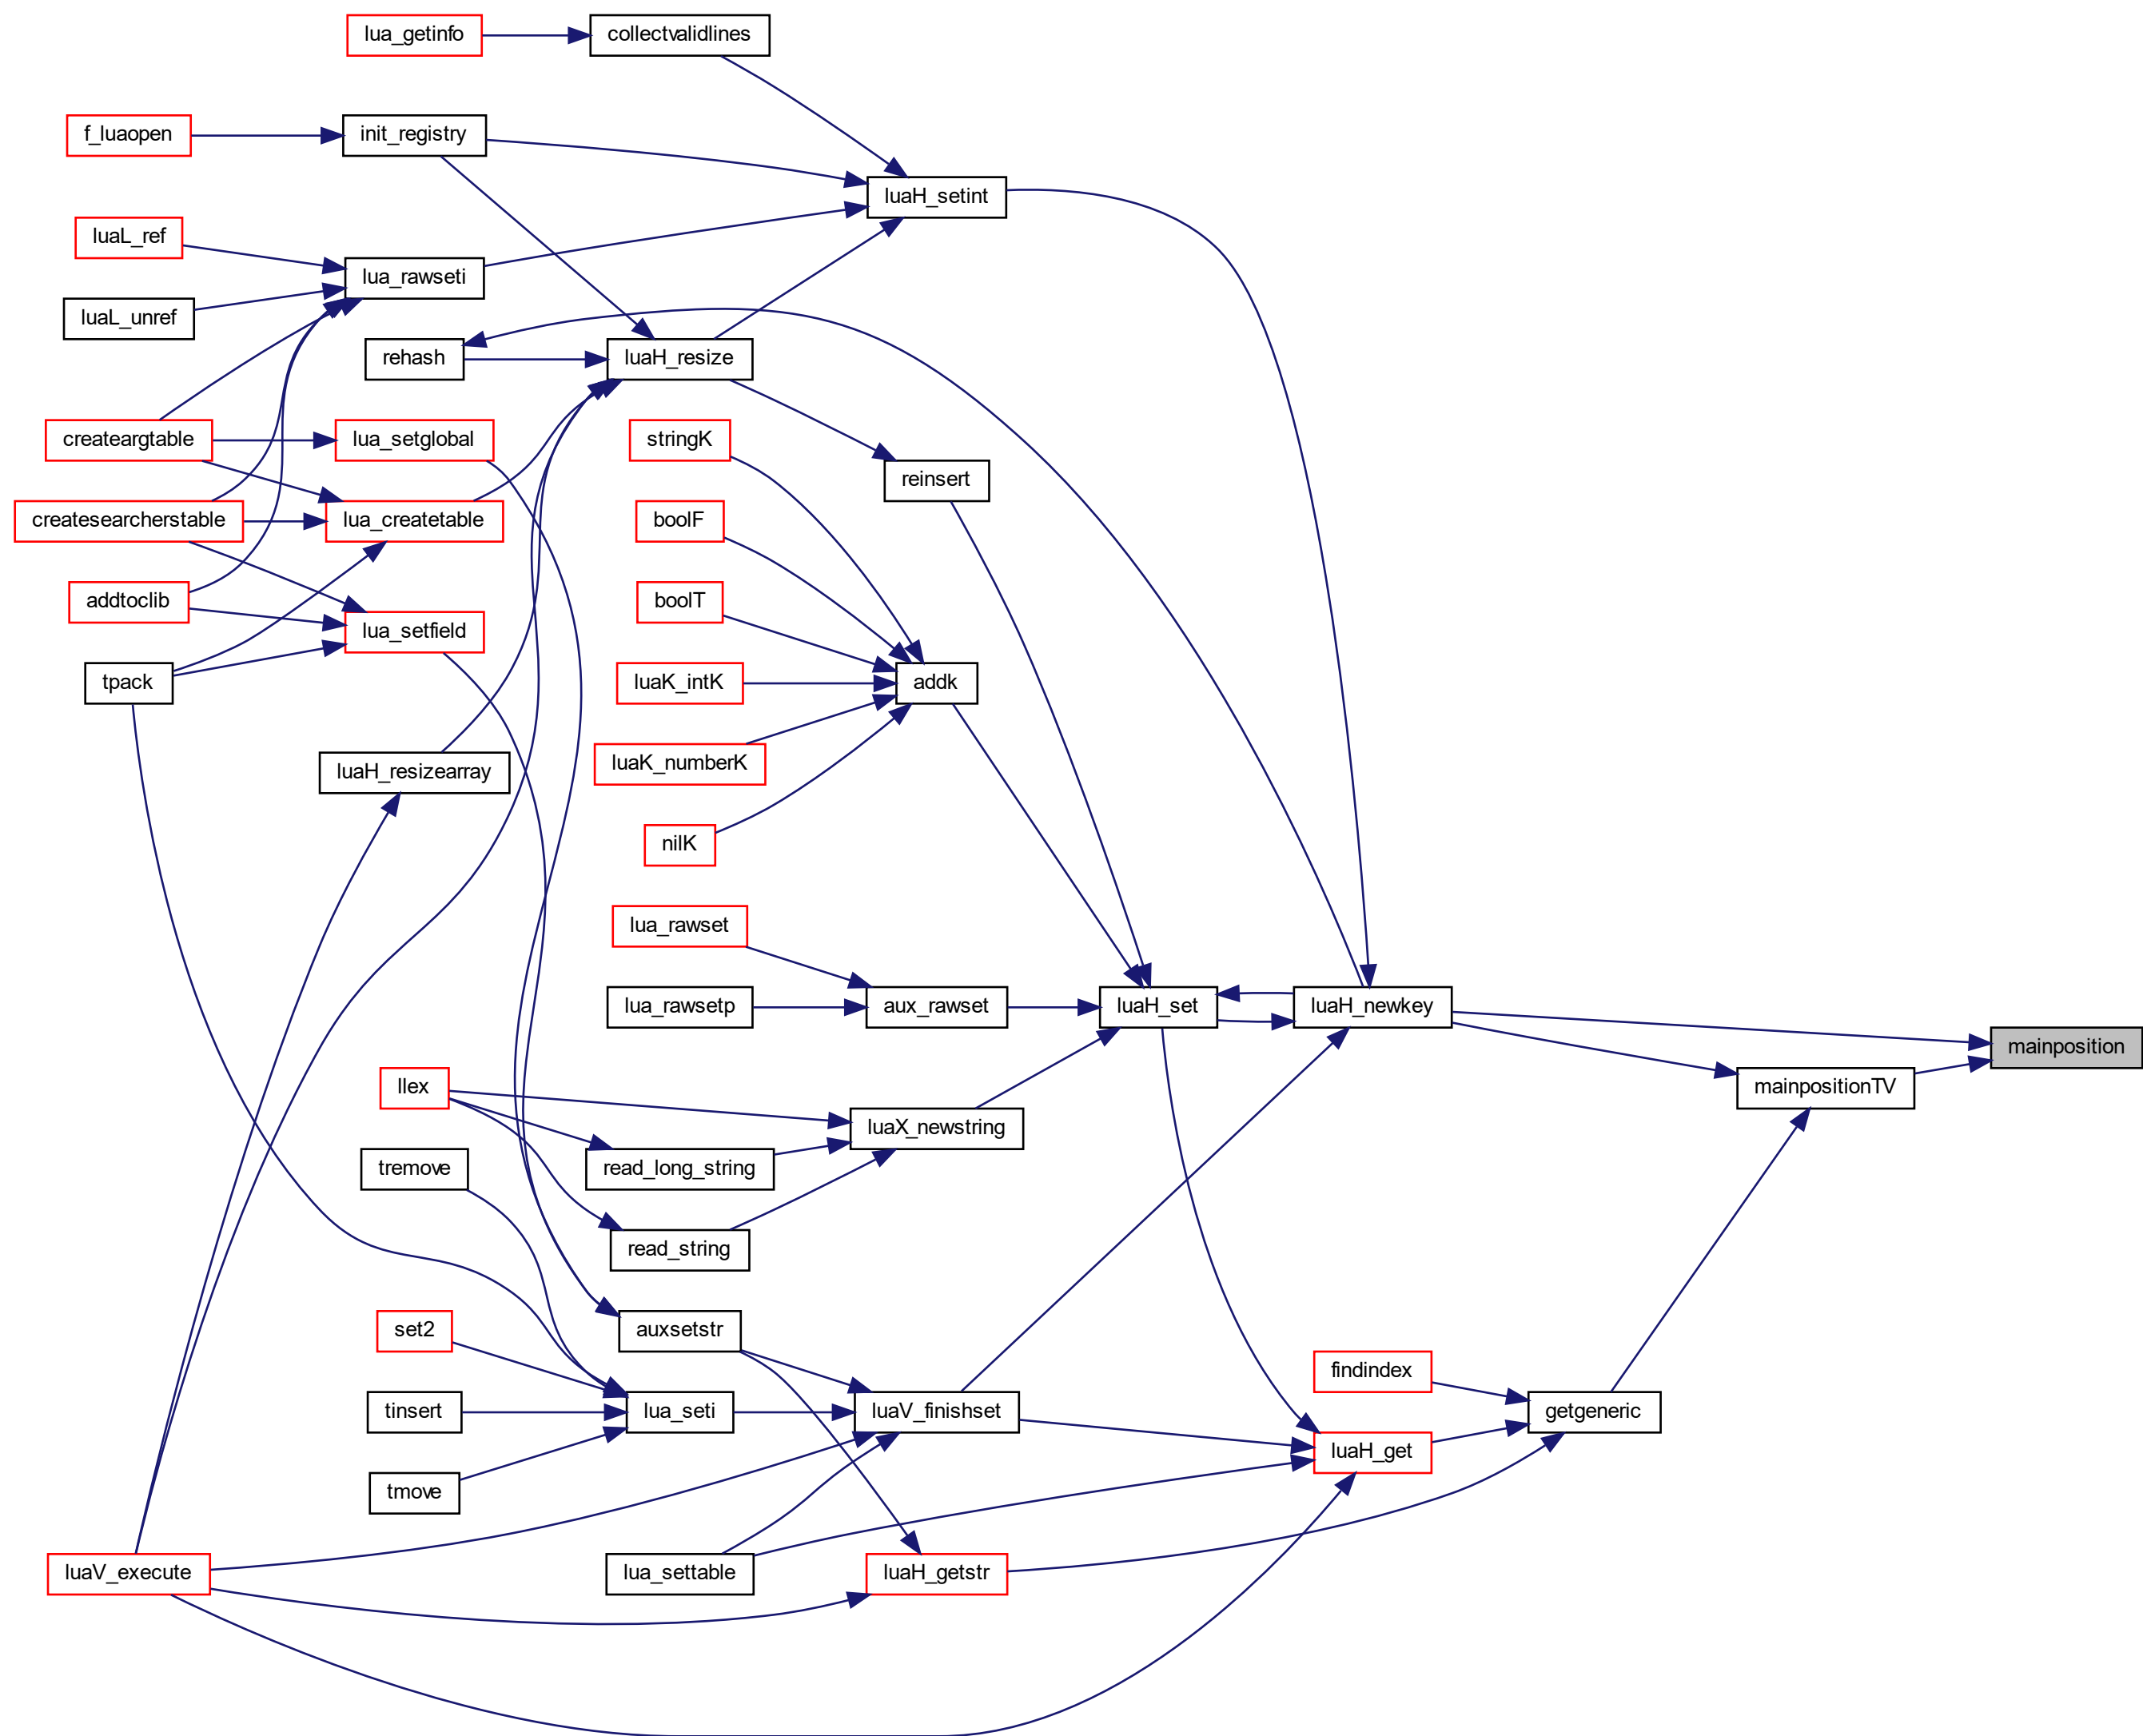 lua_getinfo
collectvalidlines
f_luaopen
init_registry
luaH_setint
luaL_ref
lua_rawseti
luaL_unref
rehash
luaH_resize
createargtable
lua_setglobal
stringK
reinsert
createsearcherstable
lua_createtable
boolF
addtoclib
lua_setfield
boolT
tpack
luaK_intK
addk
luaH_resizearray
luaK_numberK
nilK
lua_rawset
lua_rawsetp
aux_rawset
luaH_set
luaH_newkey
mainposition
llex
luaX_newstring
mainpositionTV
tremove
read_long_string
read_string
set2
auxsetstr
findindex
tinsert
lua_seti
luaV_finishset
getgeneric
luaH_get
tmove
luaV_execute
lua_settable
luaH_getstr